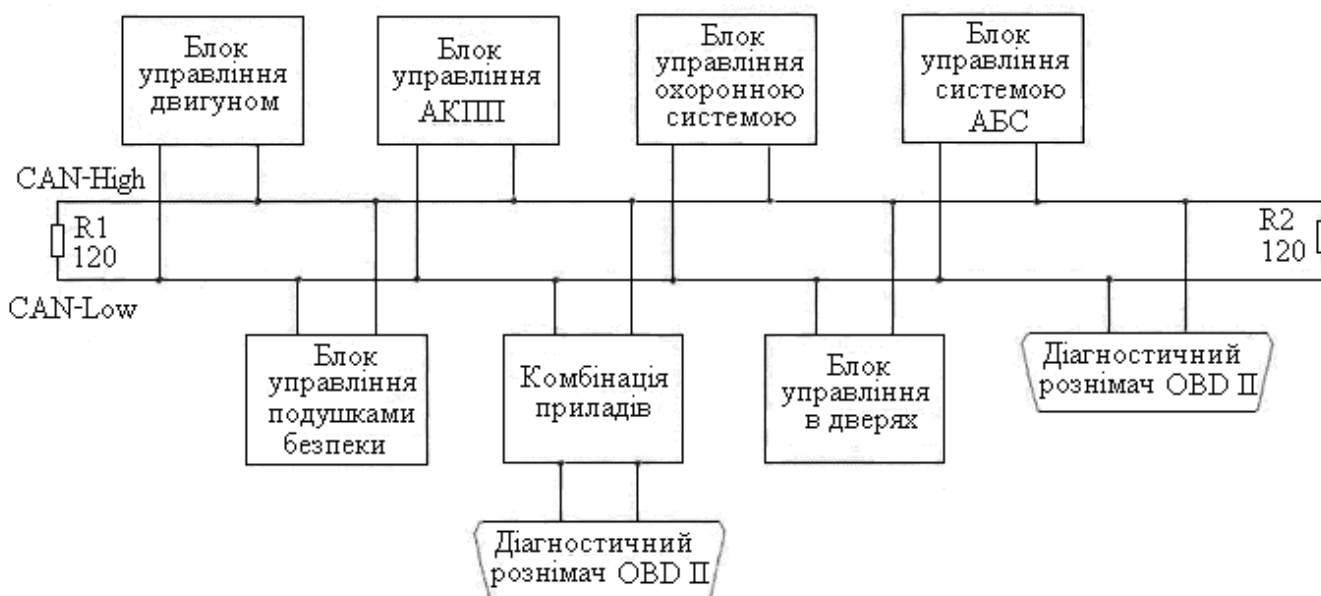 Блок
управління
двигуном
Блок
управління
АКПП
Блок
управління
охоронною
системою
Блок
управління
системою
АБС
CAN-High
R1
120
R2
120
CAN-Low
Блок
управління
подушками
безпеки
Комбінація
приладів
Блок
управління
в дверях
Діагностичний
рознімач OBD II
Діагностичний
рознімач OBD II